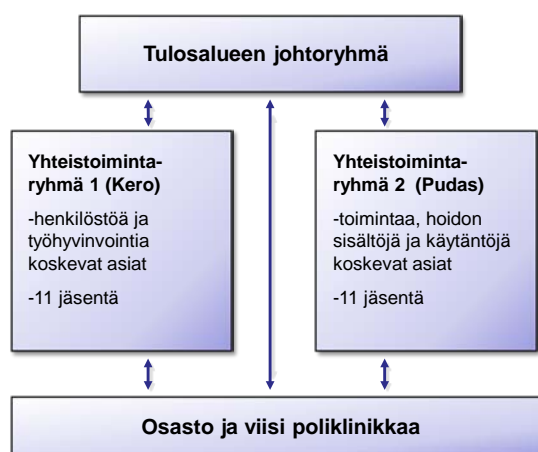 Tulosalueen johtoryhmä
Yhteistoiminta-
ryhmä 1 (Kero)
-henkilöstöä ja
työhyvinvointia
koskevat asiat
-11 jäsentä
Yhteistoiminta-
ryhmä 2 (Pudas)
-toimintaa, hoidon
sisältöjä ja käytäntöjä
koskevat asiat
-11 jäsentä
Osasto ja viisi poliklinikkaa